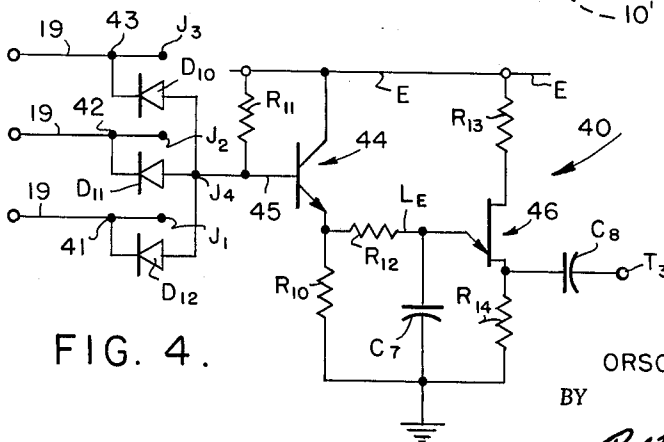 10'
19 43 J3
D10
E E
R11 R13 40
19 42 J2
44
D11 J4
45
19 LE 46 C8
41 J1 T3
R12
D12
R10 R14
C7
FIG. 4.
ORSO
BY